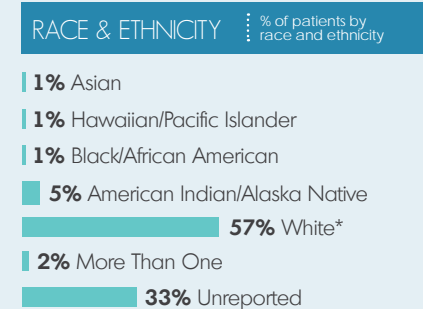 RACE & ETHNICITY
% of patients by
race and ethnicity
1% Asian
1% Hawaiian/Pacific Islander
1% Black/African American
5% American Indian/Alaska Native
57% White*
2% More Than One
33% Unreported